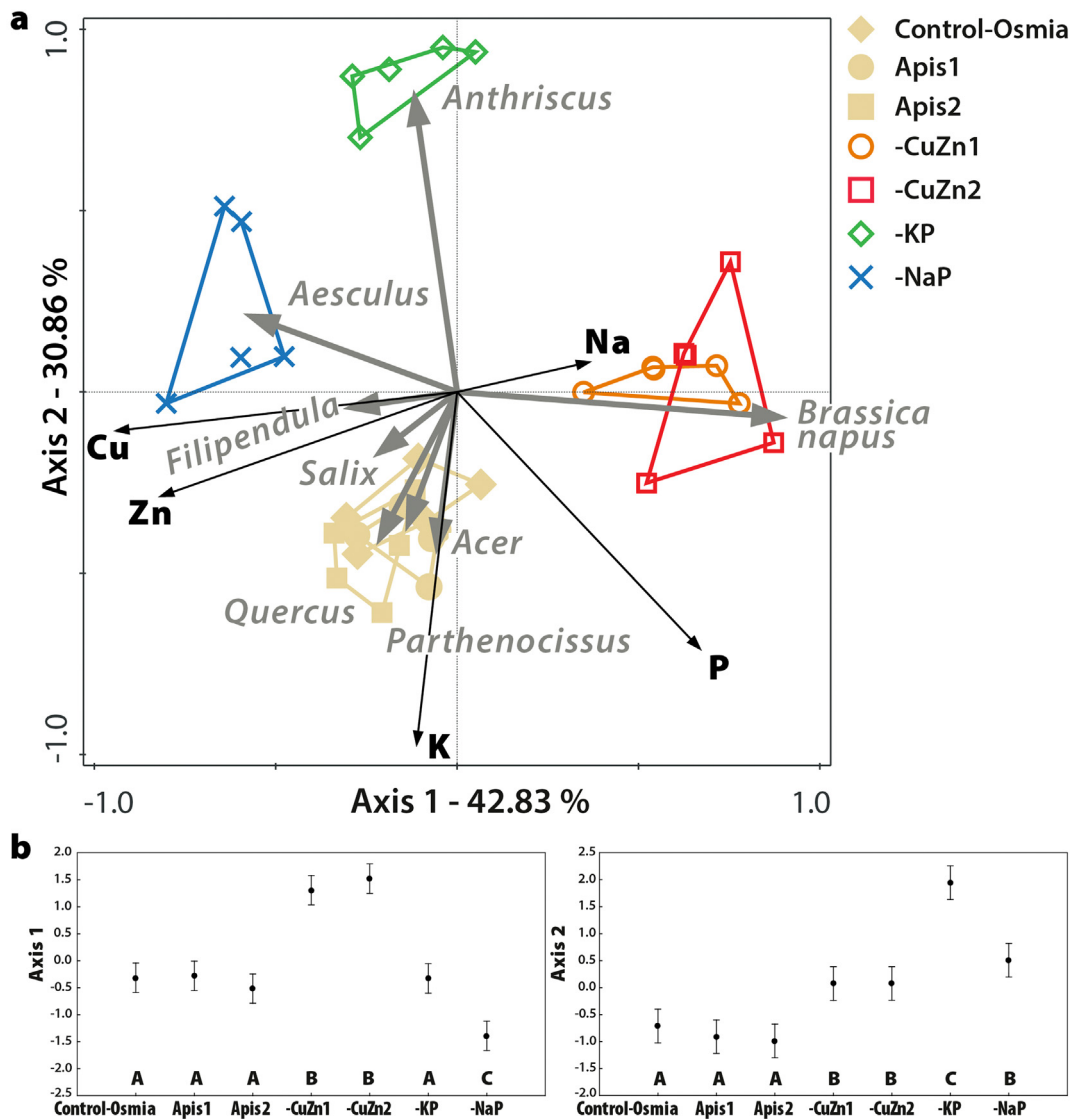 a
1.0
Control-Osmia
Apis1
Apis2
-CuZn1
-CuZn2
-KP
-NaP
Anthriscus
Aesculus
Na
Brassica
napus
Filipendula
Cu
Zn
Salix
Acer
Quercus
Parthenocissus
P
K
Axis 2 - 30.86 %
-1.0
-1.0
Axis 1 - 42.83 %
1.0
b
2.0
1.5
1.0
0.5
0.0
-0.5
-1.0
-1.5
-2.0
-2.5
Axis 1
A A A B B A C
Control-Osmia Apis1 Apis2 -CuZn1 -CuZn2 -KP -NaP
2.5
2.0
1.5
1.0
0.5
0.0
-0.5
-1.0
-1.5
-2.0
Axis 2
A A A B B C B
Control-Osmia Apis1 Apis2 -CuZn1 -CuZn2 -KP -NaP